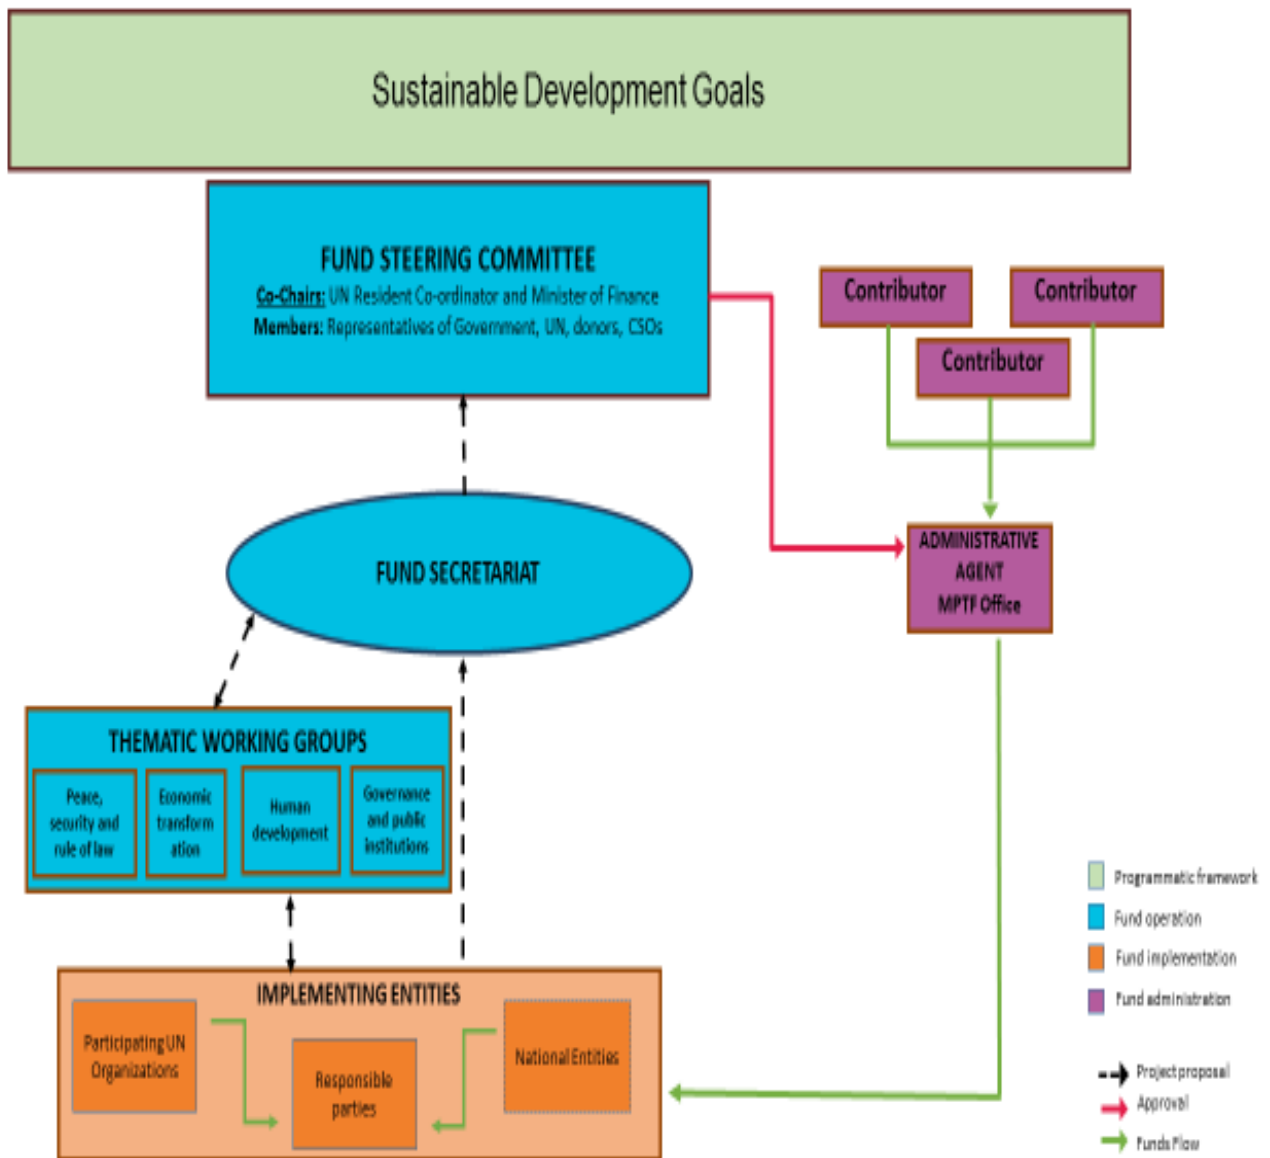 Sustainable Development Goals
FUND STEERING COMMITTEE
Co-Chairs: UN Resident Co-ordinator and Minister of Finance
Members: Representatives of Government, UN, donors, CSOs
Contributor
Contributor
Contributor
ADMINISTRATIVE
AGENT
MPTF Office
FUND SECRETARIAT
THEMATIC WORKING GROUPS
Peace,
security and
rule of law
Economic
transform
ation
Human
development
Governance
and public
institutions
IMPLEMENTING ENTITIES
Participating UN
Organizations
Responsible
parties
National Entities
Programmatic framework
Fund operation
Fund implementation
Fund administration
Project proposal
Approval
Funds Flow